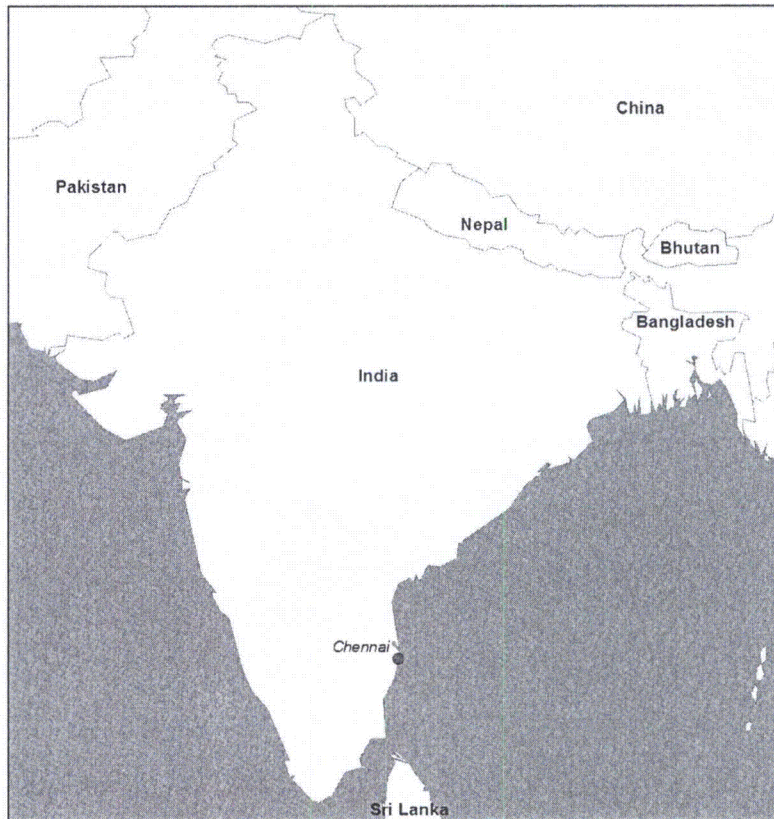 China
Pakistan
Nepal
Bhutan
Bangladesh
India
Chennai
Sri Lanka